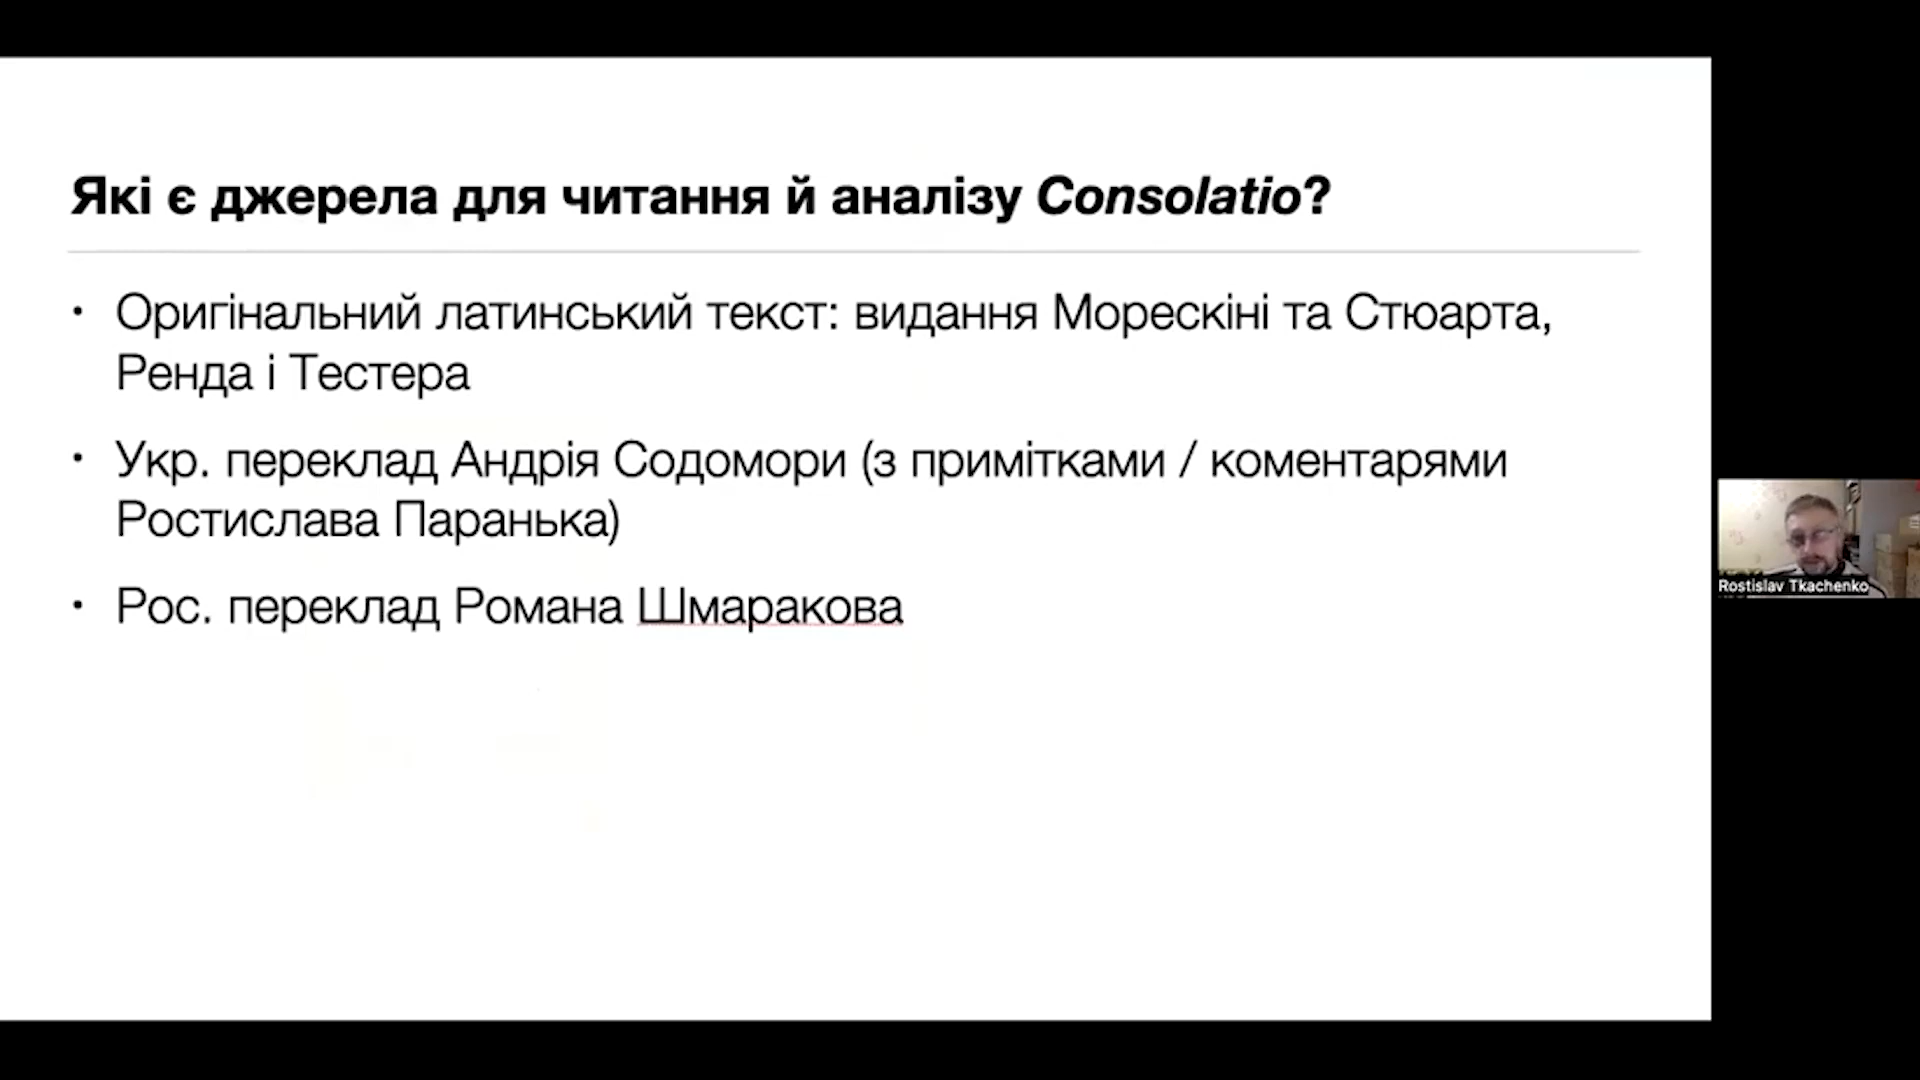 Які є джерела для читання й аналізу Consolatio?
• Оригінальний латинський текст: видання Морескіні та Стюарта,
Ренда і Тестера
• Укр. переклад Андрія Содомори (з примітками / коментарями
Ростислава Паранька)
• Рос. переклад Романа Шмаракова
Rostislav Tkachenko